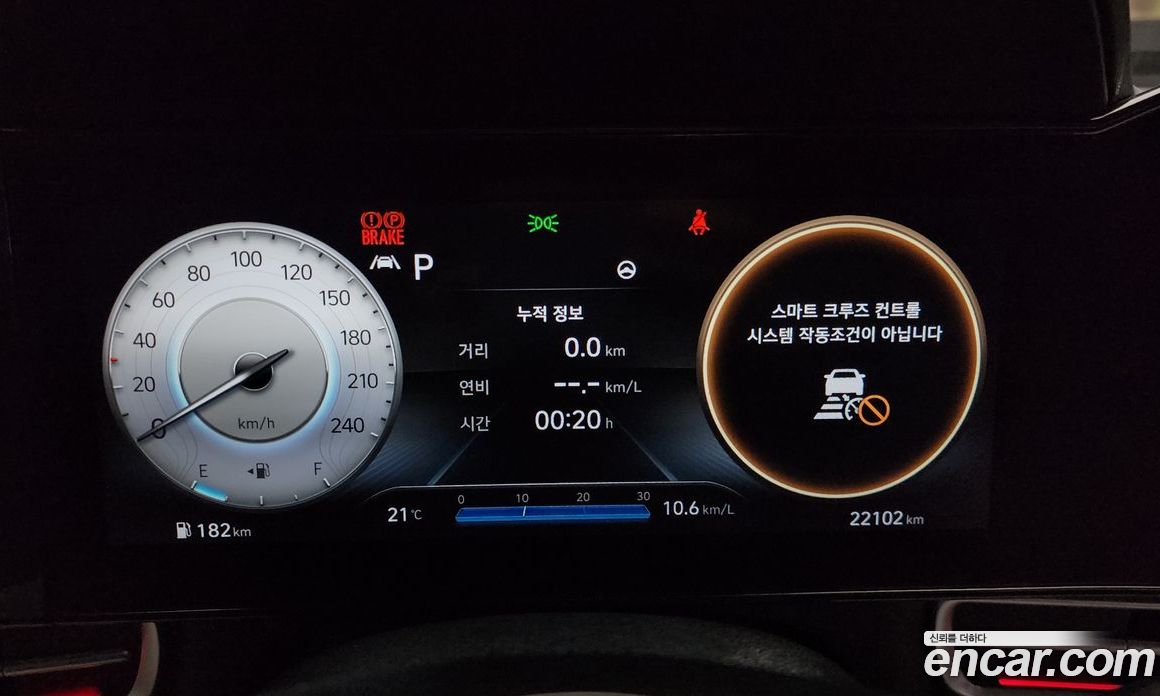 BRAKE
P
0
20
40
60
80
100
120
150
180
210
240
km/h
E
F
182 km
누적 정보
거리 0.0 km
연비 --.- km/L
시간 00:20 h
21 ℃
0 10 20 30
10.6 km/L
스마트 크루즈 컨트롤
시스템 작동조건이 아닙니다
22102 km
신뢰를 더하다
encar.com